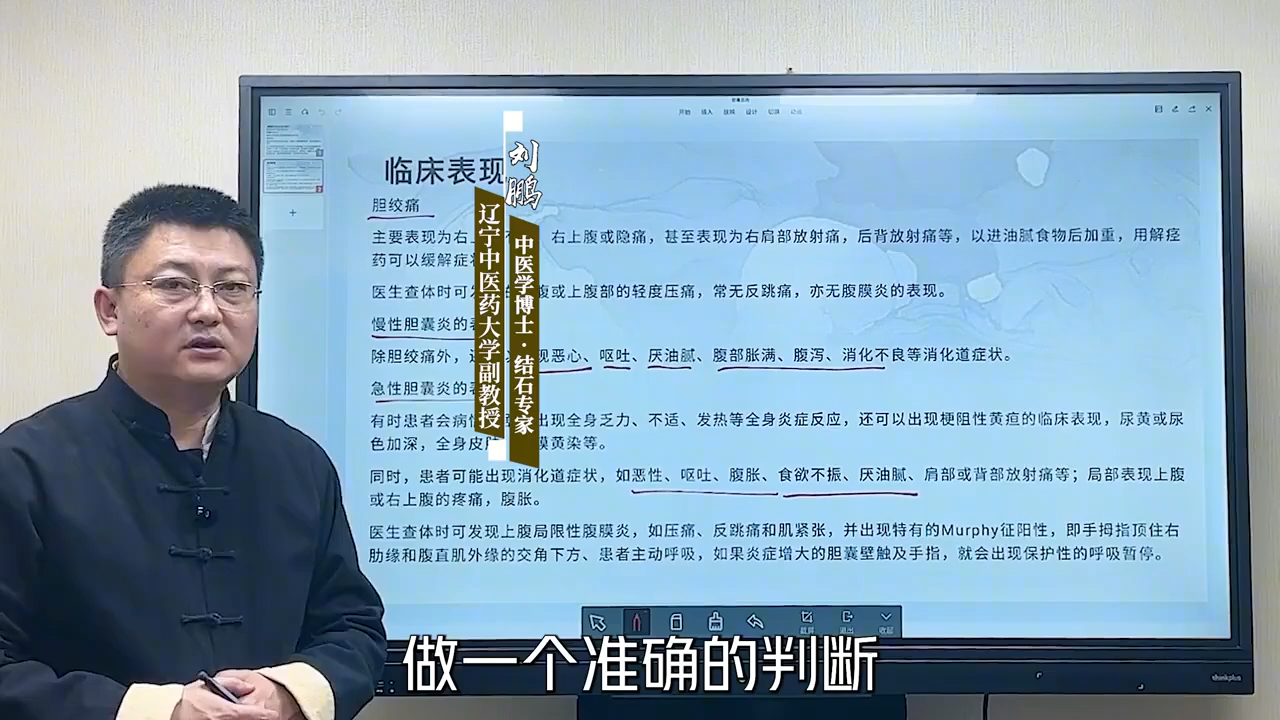 开始 插入 设计 切换
临床表现
刘鹏
辽宁中医药大学副教授
中医学博士·结石专家
胆绞痛
主要表现为右上 右上腹或隐痛，甚至表现为右肩部放射痛，后背放射痛等，以进油腻食物后加重，用解痉
药可以缓解症
医生查体时可 腹或上腹部的轻度压痛，常无反跳痛，亦无腹膜炎的表现。
慢性胆囊炎的
除胆绞痛外， 现恶心、呕吐、厌油腻、腹部胀满、腹泻、消化不良等消化道症状。
急性胆囊炎的
有时患者会病情 出现全身乏力、不适、发热等全身炎症反应，还可以出现梗阻性黄疸的临床表现，尿黄或尿
色加深，全身皮肤 膜黄染等。
同时，患者可能出现消化道症状，如恶性、呕吐、腹胀、食欲不振、厌油腻、肩部或背部放射痛等；局部表现上腹
或右上腹的疼痛，腹胀。
医生查体时可发现上腹局限性腹膜炎，如压痛、反跳痛和肌紧张，并出现特有的Murphy征阳性，即手拇指顶住右
肋缘和腹直肌外缘的交角下方、患者主动呼吸，如果炎症增大的胆囊壁触及手指，就会出现保护性的呼吸暂停。
退出 收起
thinkplus
做一个准确的判断